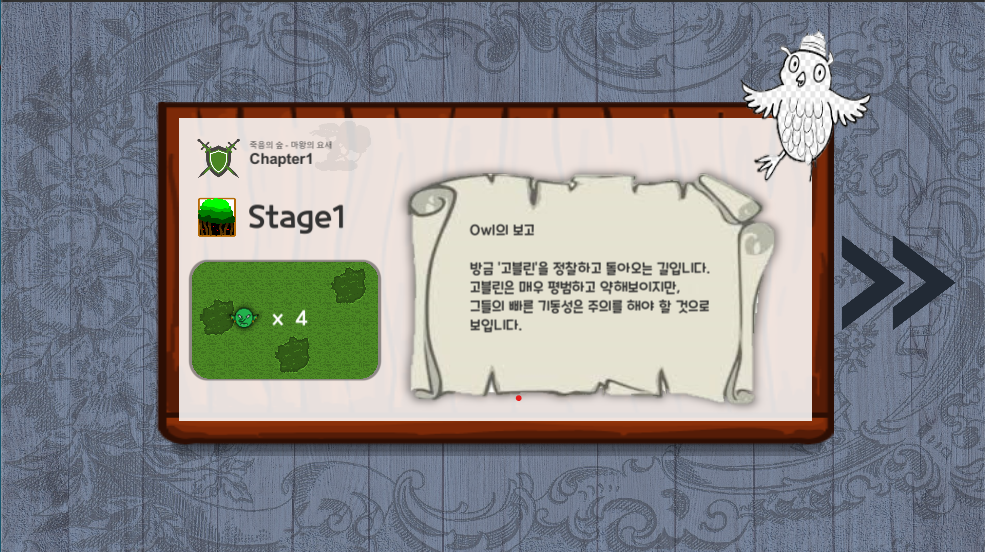 죽음의 숲 - 마왕의 요새
Chapter1
Stage1
x 4
Owl의 보고
방금 '고블린'을 정찰하고 돌아오는 길입니다.
고블린은 매우 평범하고 약해보이지만,
그들의 빠른 기동성은 주의를 해야 할 것으로
보입니다.